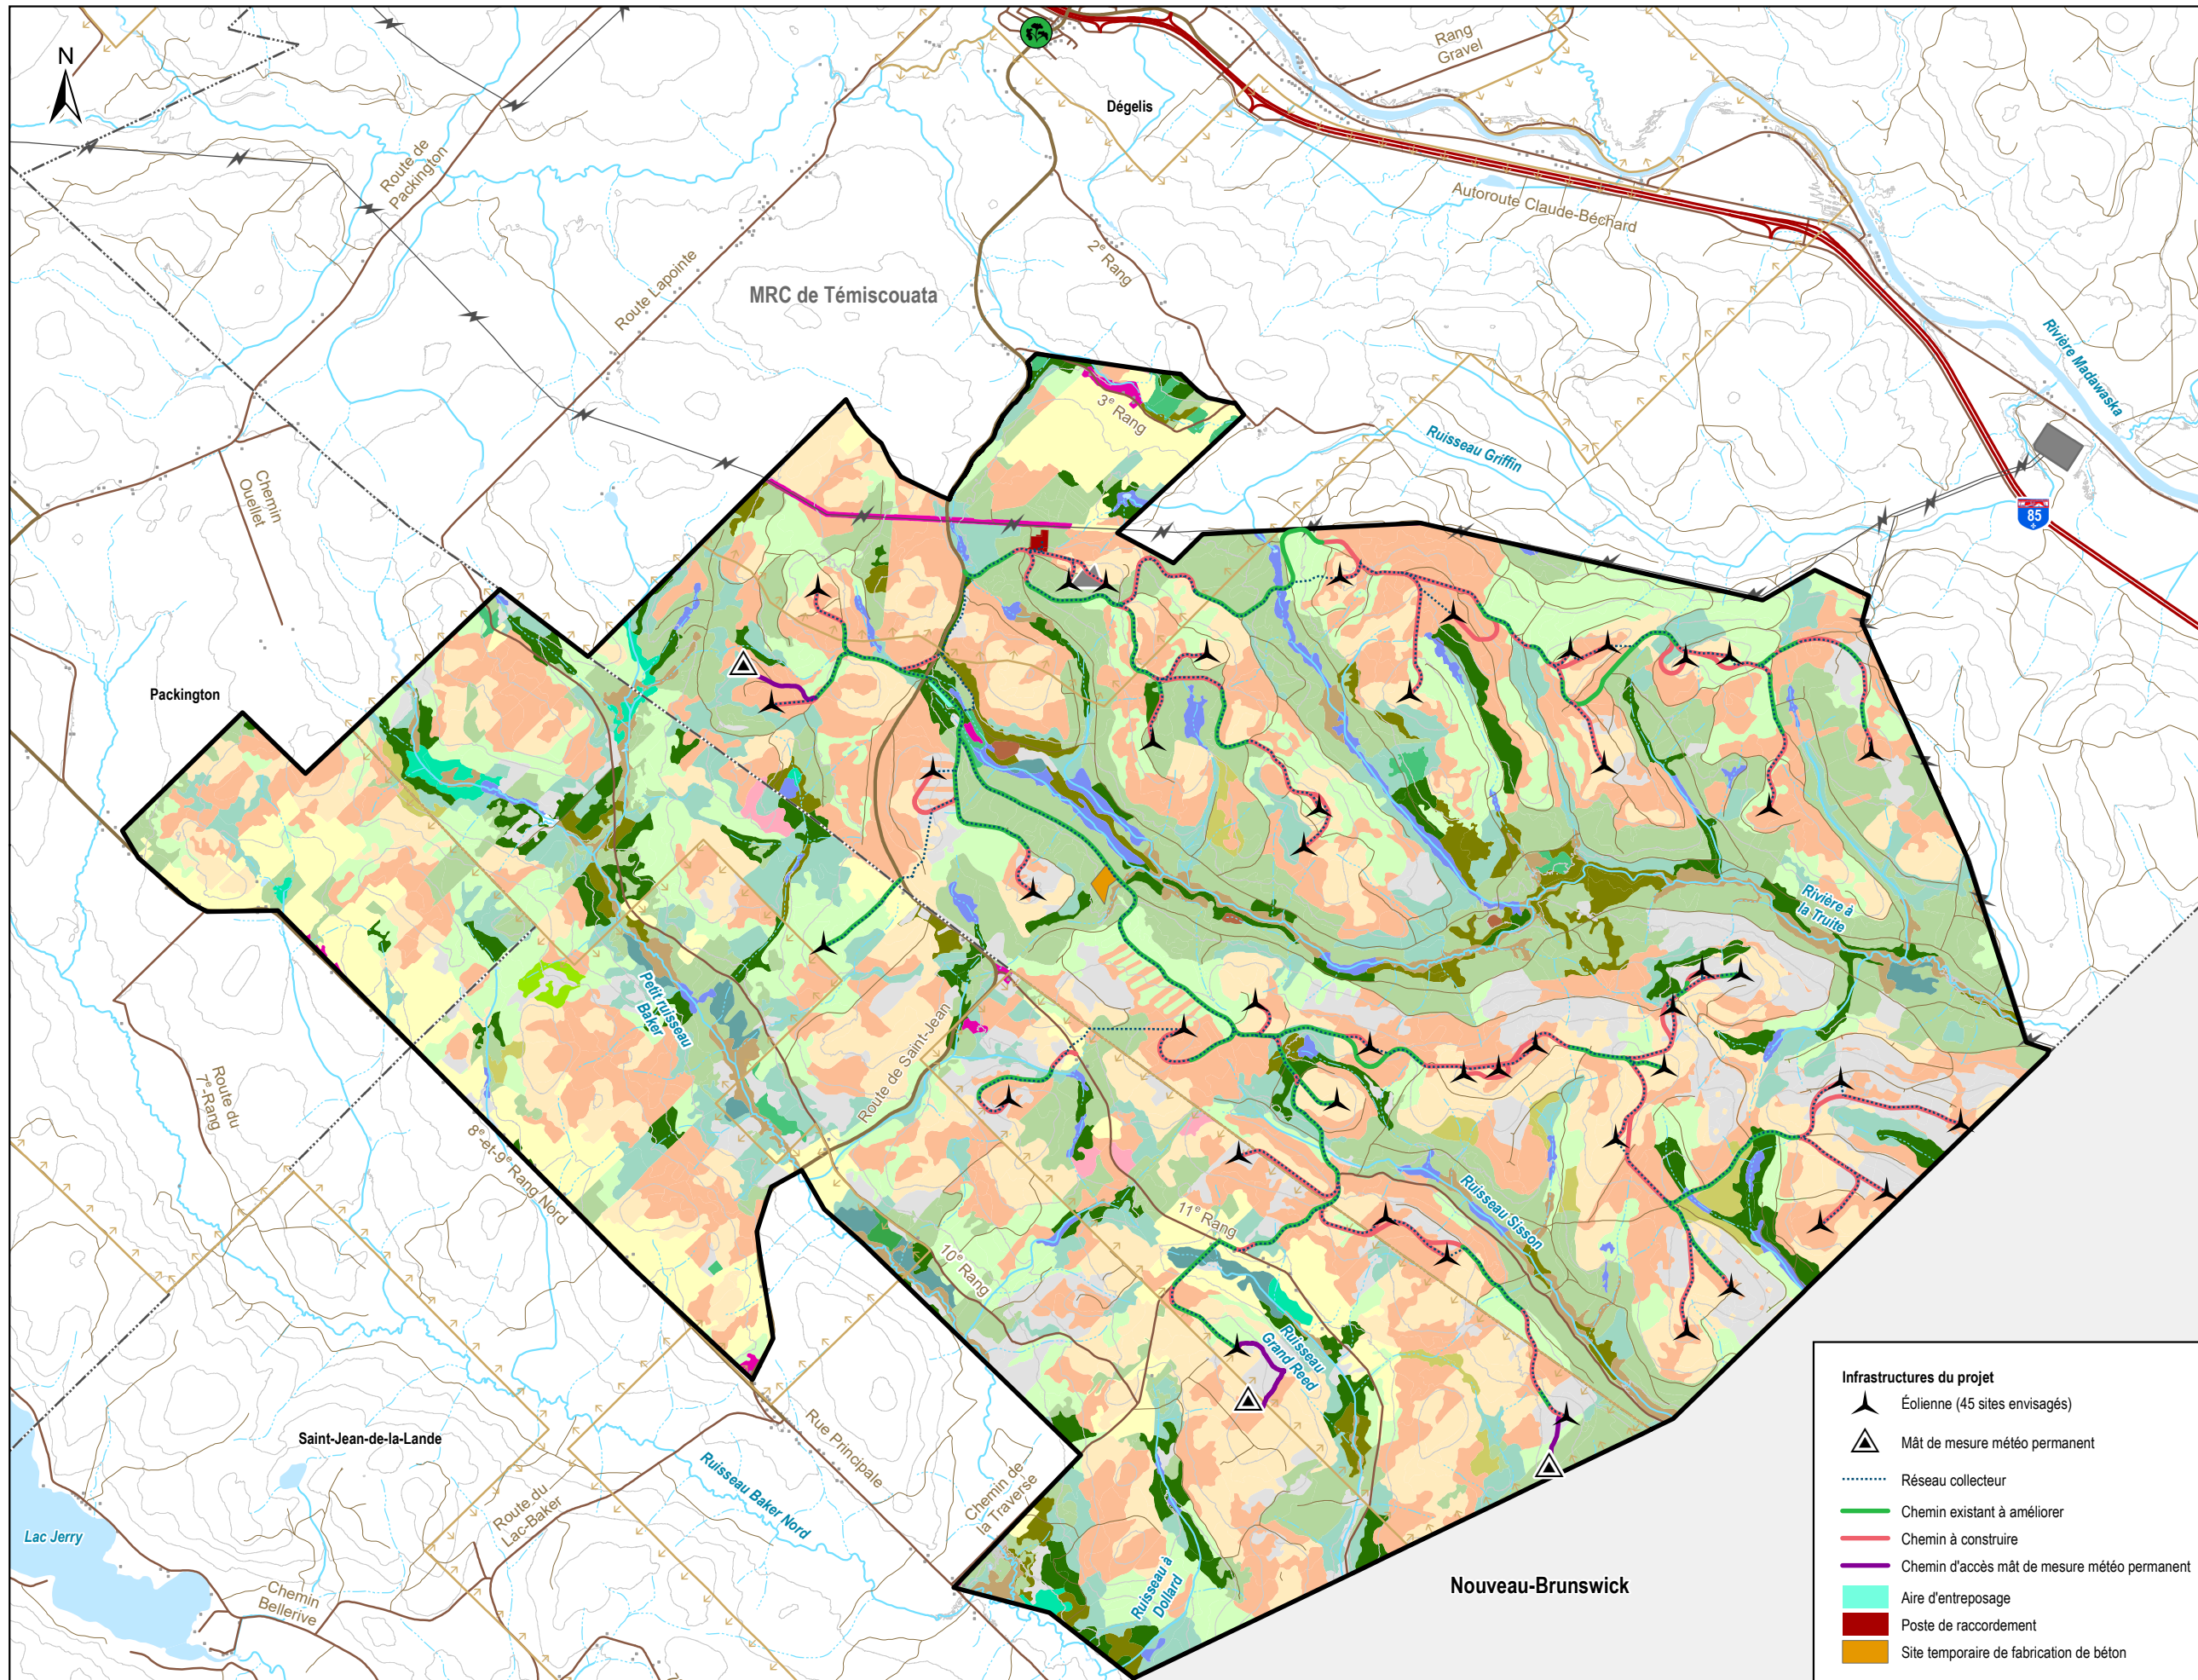 N
Rang
Gravel
Dégelis
Route de
Packington
Autoroute Claude-Béchard
2e Rang
Route Lapointe
MRC de Témiscouata
Rivière Madawaska
3e Rang
Ruisseau Griffin
Chemin
Ouellet
85
Packington
Rivière à
la Truite
Petit ruisseau
Baker
Route de Saint-Jean
Route du
7e-Rang
8e-et-9e Rang Nord
11e Rang
Ruisseau Sisson
10e Rang
Ruisseau
Grand Reed
Saint-Jean-de-la-Lande
Rue Principale
Ruisseau Baker Nord
Chemin de
la Traverse
Route du
Lac-Baker
Lac Jerry
Chemin
Bellerive
Ruisseau à
Dollard
Nouveau-Brunswick
Infrastructures du projet
Éolienne (45 sites envisagés)
Mât de mesure météo permanent
Réseau collecteur
Chemin existant à améliorer
Chemin à construire
Chemin d'accès mât de mesure météo permanent
Aire d'entreposage
Poste de raccordement
Site temporaire de fabrication de béton